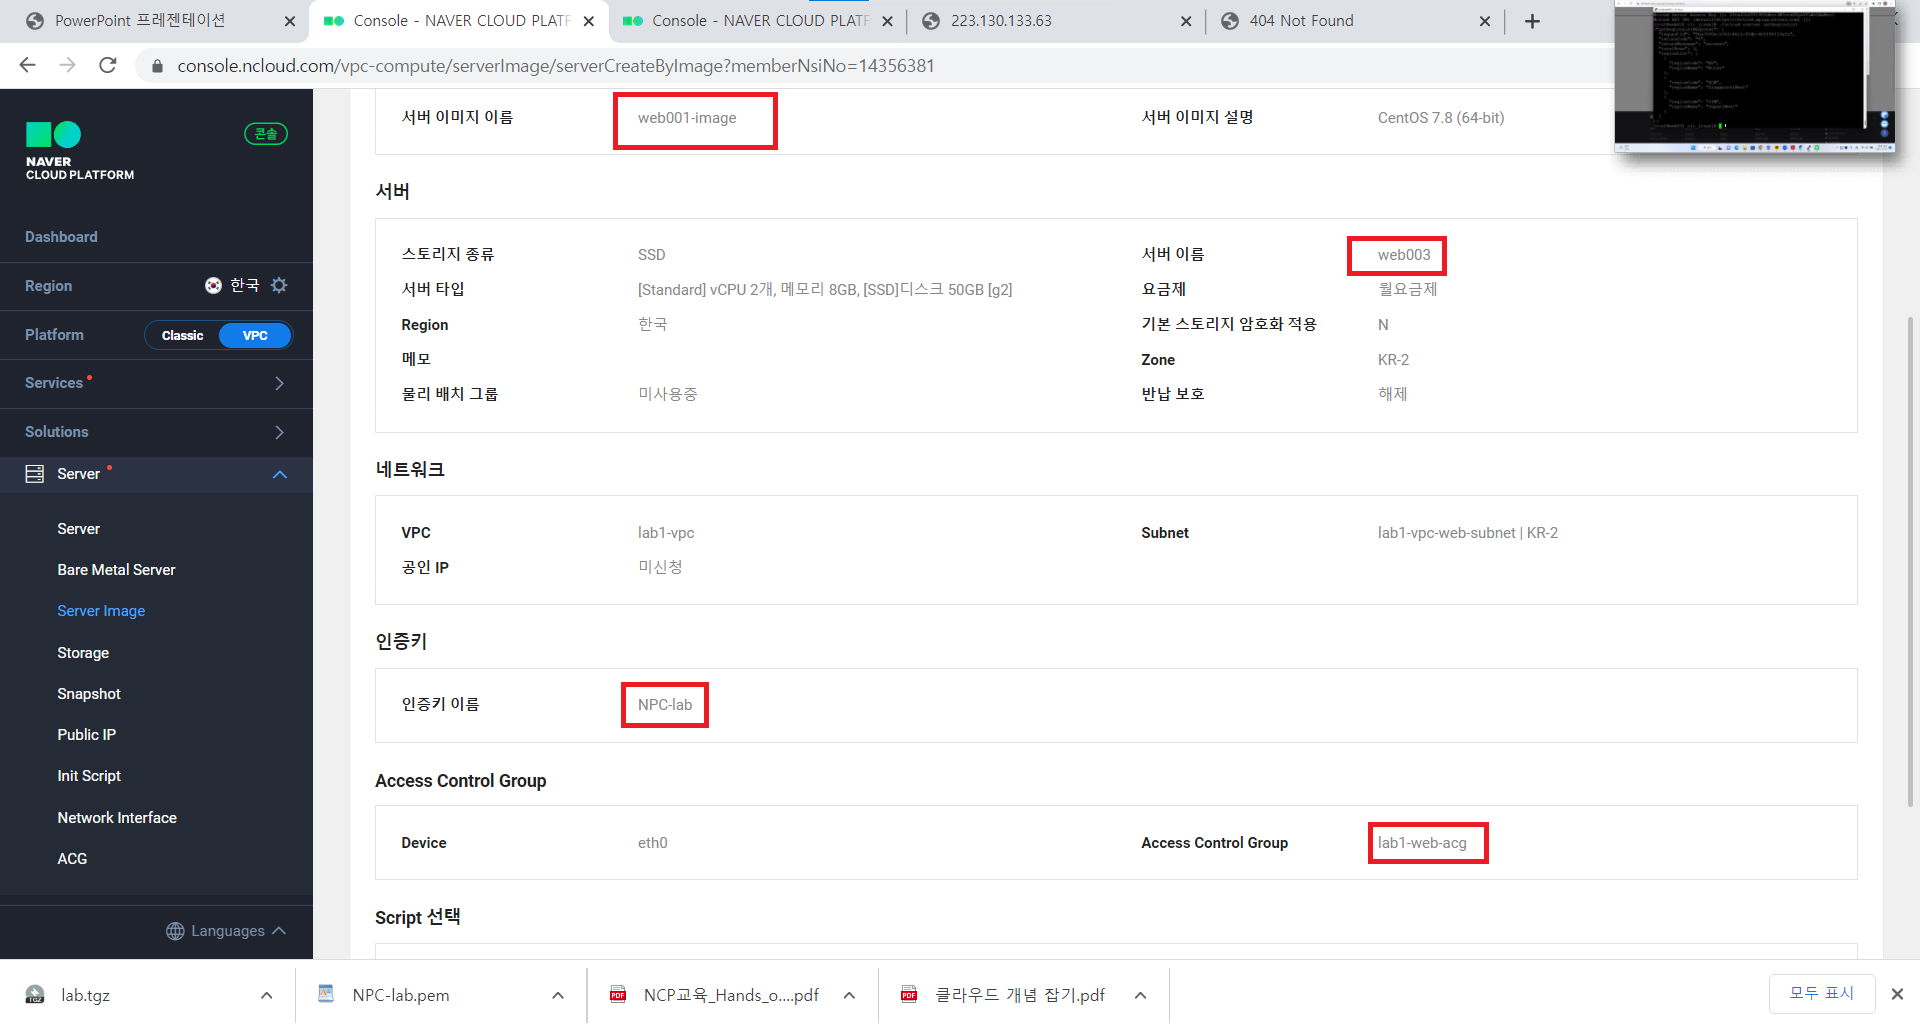 PowerPoint 프레젠테이션
Console - NAVER CLOUD PLATF
Console - NAVER CLOUD PLATF
223.130.133.63
404 Not Found
console.ncloud.com/vpc-compute/serverImage/serverCreateByImage?memberNsiNo=14356381
NAVER
CLOUD PLATFORM
콘솔
Dashboard
Region 한국
Platform Classic VPC
Services
Solutions
Server
Server
Bare Metal Server
Server Image
Storage
Snapshot
Public IP
Init Script
Network Interface
ACG
Languages
서버 이미지 이름 web001-image 서버 이미지 설명 CentOS 7.8 (64-bit)
서버
스토리지 종류 SSD 서버 이름 web003
서버 타입 [Standard] vCPU 2개, 메모리 8GB, [SSD]디스크 50GB [g2] 요금제 월요금제
Region 한국 기본 스토리지 암호화 적용 N
메모 Zone KR-2
물리 배치 그룹 미사용중 반납 보호 해제
네트워크
VPC lab1-vpc Subnet lab1-vpc-web-subnet | KR-2
공인 IP 미신청
인증키
인증키 이름 NPC-lab
Access Control Group
Device eth0 Access Control Group lab1-web-acg
Script 선택
lab.tgz
NPC-lab.pem
NCP교육_Hands_o....pdf
클라우드 개념 잡기.pdf
모두 표시